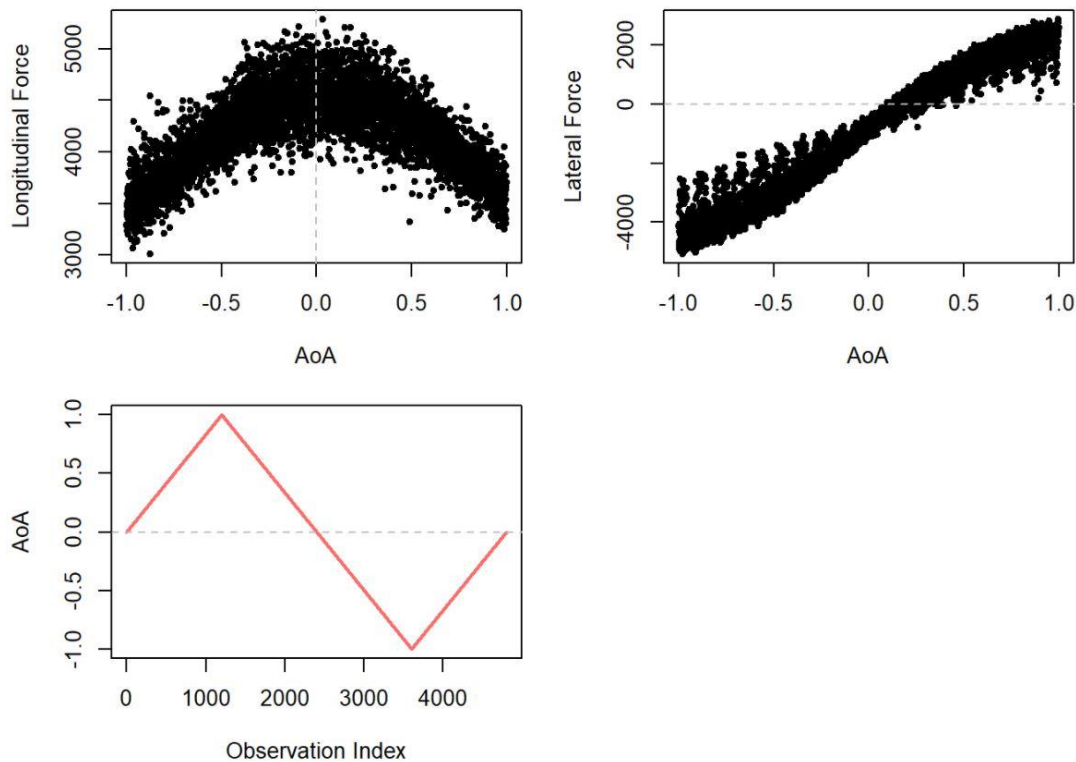 Longitudinal Force
5000
4000
3000
-1.0 -0.5 0.0 0.5 1.0
AoA
Lateral Force
2000
0
-4000
-1.0 -0.5 0.0 0.5 1.0
AoA
AoA
1.0
0.5
0.0
-0.5
-1.0
0 1000 2000 3000 4000
Observation Index